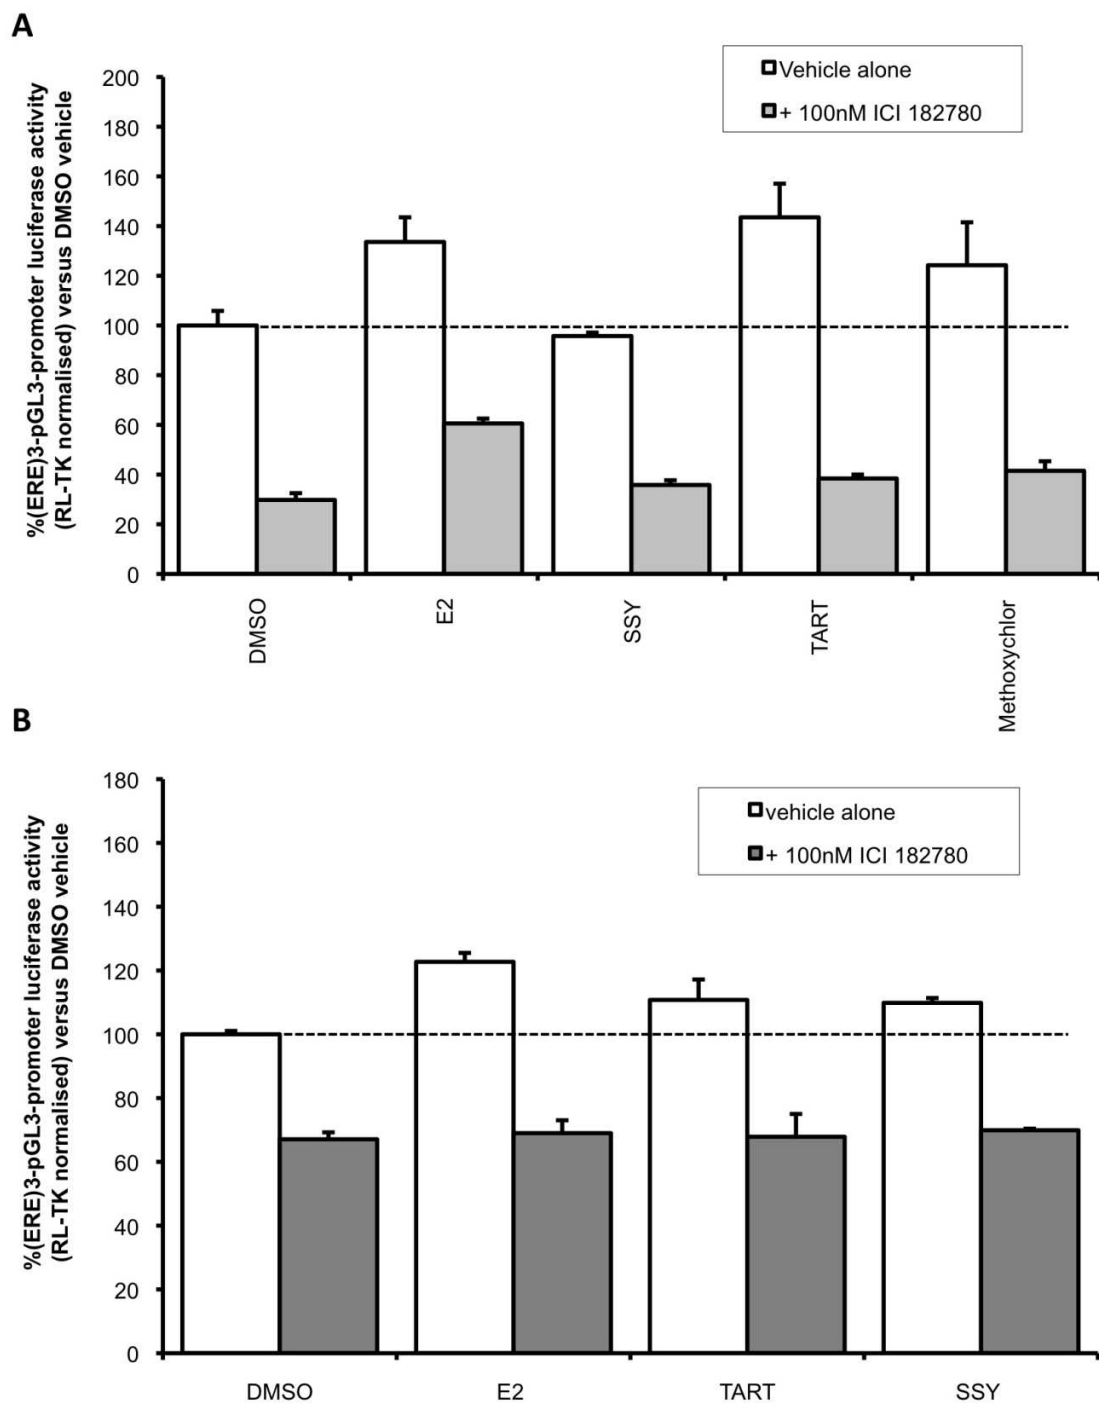 A
%(ERE)3-pGL3-promoter luciferase activity
(RL-TK normalised) versus DMSO vehicle
200
180
160
140
120
100
80
60
40
20
0
Vehicle alone
+ 100nM ICI 182780
DMSO
E2
SSY
TART
Methoxychlor
B
%(ERE)3-pGL3-promoter luciferase activity
(RL-TK normalised) versus DMSO vehicle
180
160
140
120
100
80
60
40
20
0
vehicle alone
+ 100nM ICI 182780
DMSO
E2
TART
SSY